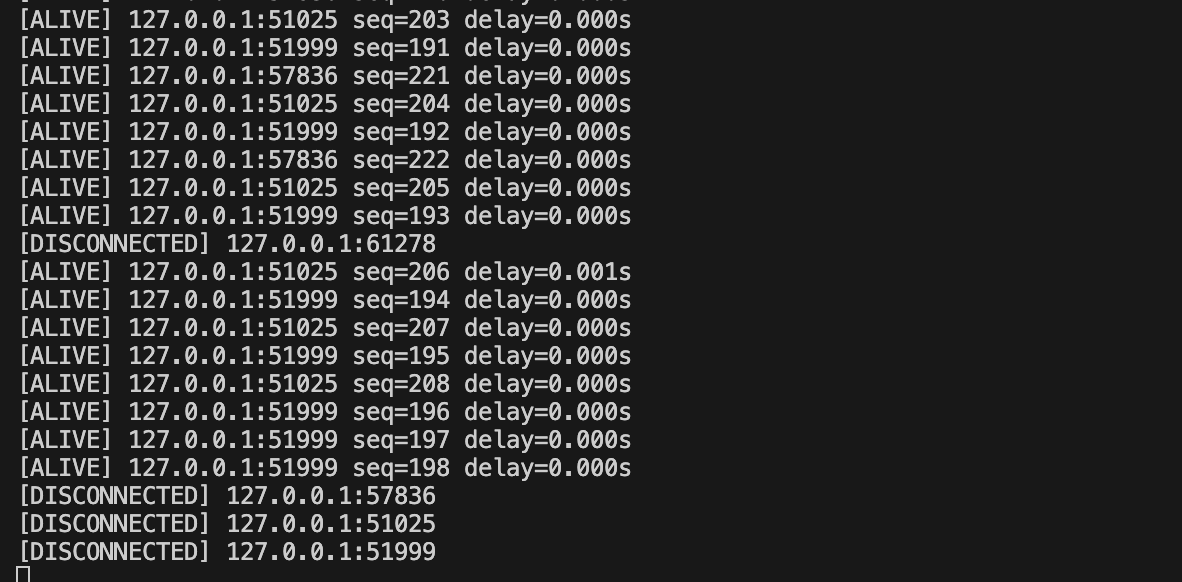 [ALIVE] 127.0.0.1:51025 seq=203 delay=0.000s
[ALIVE] 127.0.0.1:51999 seq=191 delay=0.000s
[ALIVE] 127.0.0.1:57836 seq=221 delay=0.000s
[ALIVE] 127.0.0.1:51025 seq=204 delay=0.000s
[ALIVE] 127.0.0.1:51999 seq=192 delay=0.000s
[ALIVE] 127.0.0.1:57836 seq=222 delay=0.000s
[ALIVE] 127.0.0.1:51025 seq=205 delay=0.000s
[ALIVE] 127.0.0.1:51999 seq=193 delay=0.000s
[DISCONNECTED] 127.0.0.1:61278
[ALIVE] 127.0.0.1:51025 seq=206 delay=0.001s
[ALIVE] 127.0.0.1:51999 seq=194 delay=0.000s
[ALIVE] 127.0.0.1:51025 seq=207 delay=0.000s
[ALIVE] 127.0.0.1:51999 seq=195 delay=0.000s
[ALIVE] 127.0.0.1:51025 seq=208 delay=0.000s
[ALIVE] 127.0.0.1:51999 seq=196 delay=0.000s
[ALIVE] 127.0.0.1:51999 seq=197 delay=0.000s
[ALIVE] 127.0.0.1:51999 seq=198 delay=0.000s
[DISCONNECTED] 127.0.0.1:57836
[DISCONNECTED] 127.0.0.1:51025
[DISCONNECTED] 127.0.0.1:51999